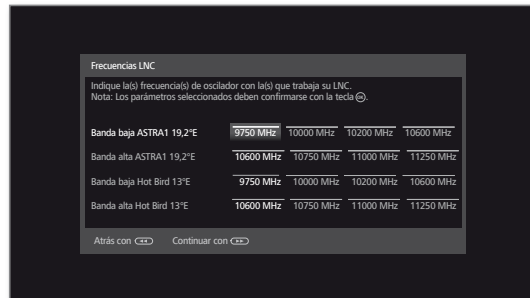 Frecuencias LNC
Indique la(s) frecuencia(s) de oscilador con la(s) que trabaja su LNC.
Nota: Los parámetros seleccionados deben confirmarse con la tecla OK.
Banda baja ASTRA1 19,2°E 9750 MHz 10000 MHz 10200 MHz 10600 MHz
Banda alta ASTRA1 19,2°E 10600 MHz 10750 MHz 11000 MHz 11250 MHz
Banda baja Hot Bird 13°E 9750 MHz 10000 MHz 10200 MHz 10600 MHz
Banda alta Hot Bird 13°E 10600 MHz 10750 MHz 11000 MHz 11250 MHz
Atrás con Continuar con